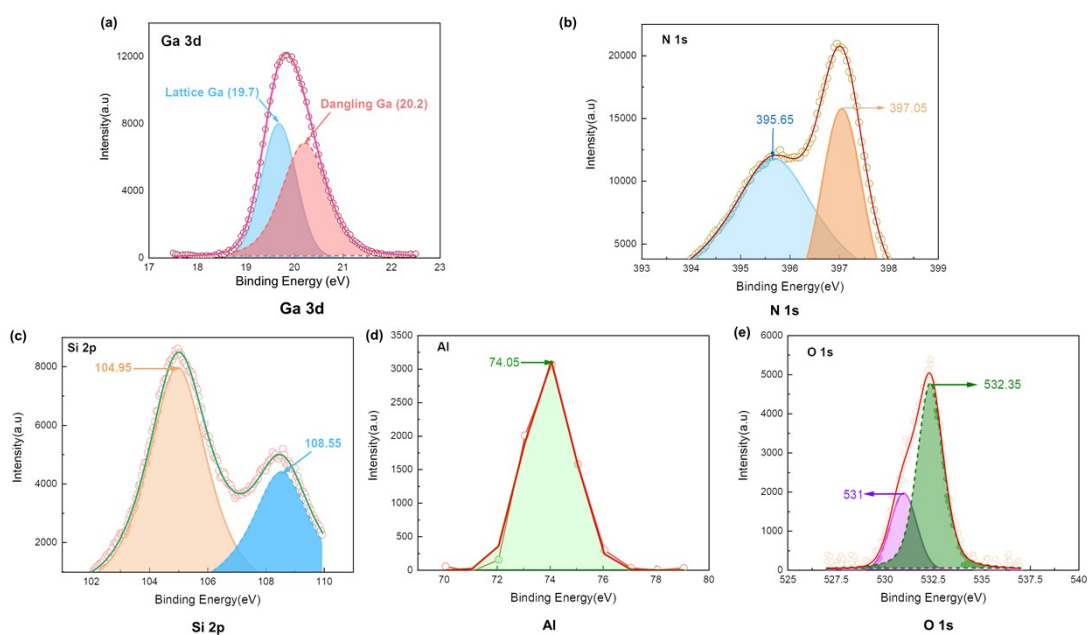 (a)
Ga 3d
12000
8000
4000
0
Intensity(a.u)
Lattice Ga (19.7)
Dangling Ga (20.2)
17 18 19 20 21 22 23
Binding Energy (eV)
Ga 3d
(b)
N 1s
20000
15000
10000
5000
Intensity(a.u)
395.65
397.05
393 394 395 396 397 398 399
Binding Energy(eV)
N 1s
(c)
Si 2p
8000
6000
4000
2000
Intensity(a.u)
104.95
108.55
102 104 106 108 110
Binding Energy(eV)
Si 2p
(d)
Al
3500
3000
2500
2000
1500
1000
500
0
Intensity(a.u)
74.05
70 72 74 76 78 80
Binding Energy(eV)
Al
(e)
O 1s
6000
5000
4000
3000
2000
1000
0
Intensity(a.u)
532.35
531
525 527.5 530 532.5 535 537.5 540
Binding Energy(eV)
O 1s